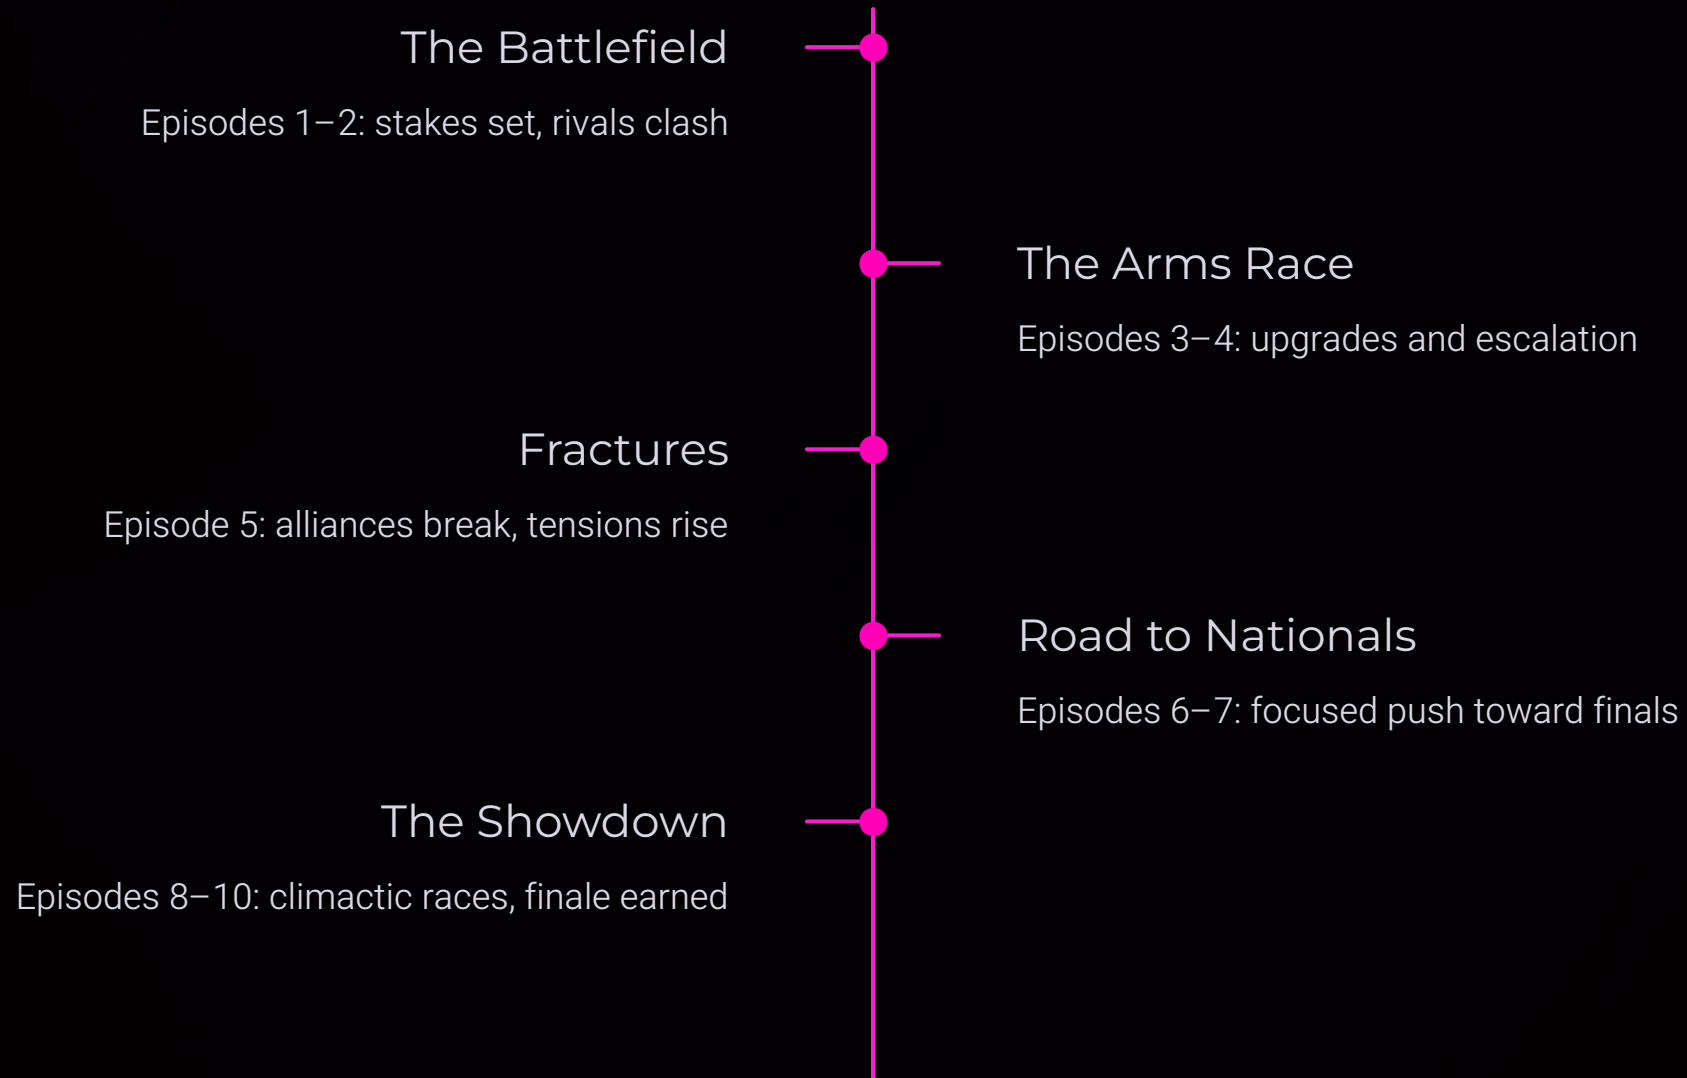 The Battlefield
Episodes 1–2: stakes set, rivals clash
The Arms Race
Episodes 3–4: upgrades and escalation
Fractures
Episode 5: alliances break, tensions rise
Road to Nationals
Episodes 6–7: focused push toward finals
The Showdown
Episodes 8–10: climactic races, finale earned